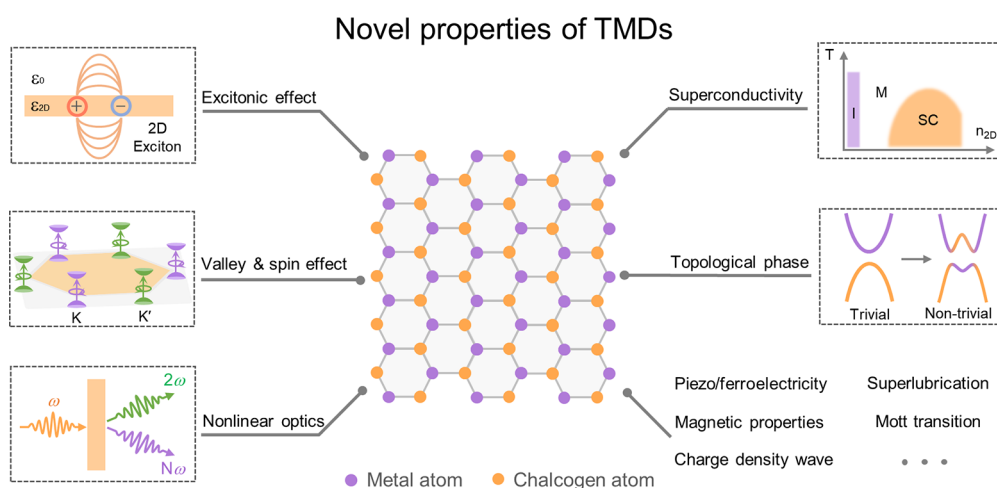 Novel properties of TMDs
ε₀
ε₂D
+
−
2D
Exciton
Excitonic effect
K
K′
Valley & spin effect
ω
2ω
Nω
Nonlinear optics
Superconductivity
T
I
M
SC
n₂D
Topological phase
Trivial
Non-trivial
Piezo/ferroelectricity
Superlubrication
Magnetic properties
Mott transition
Charge density wave
• • •
Metal atom
Chalcogen atom